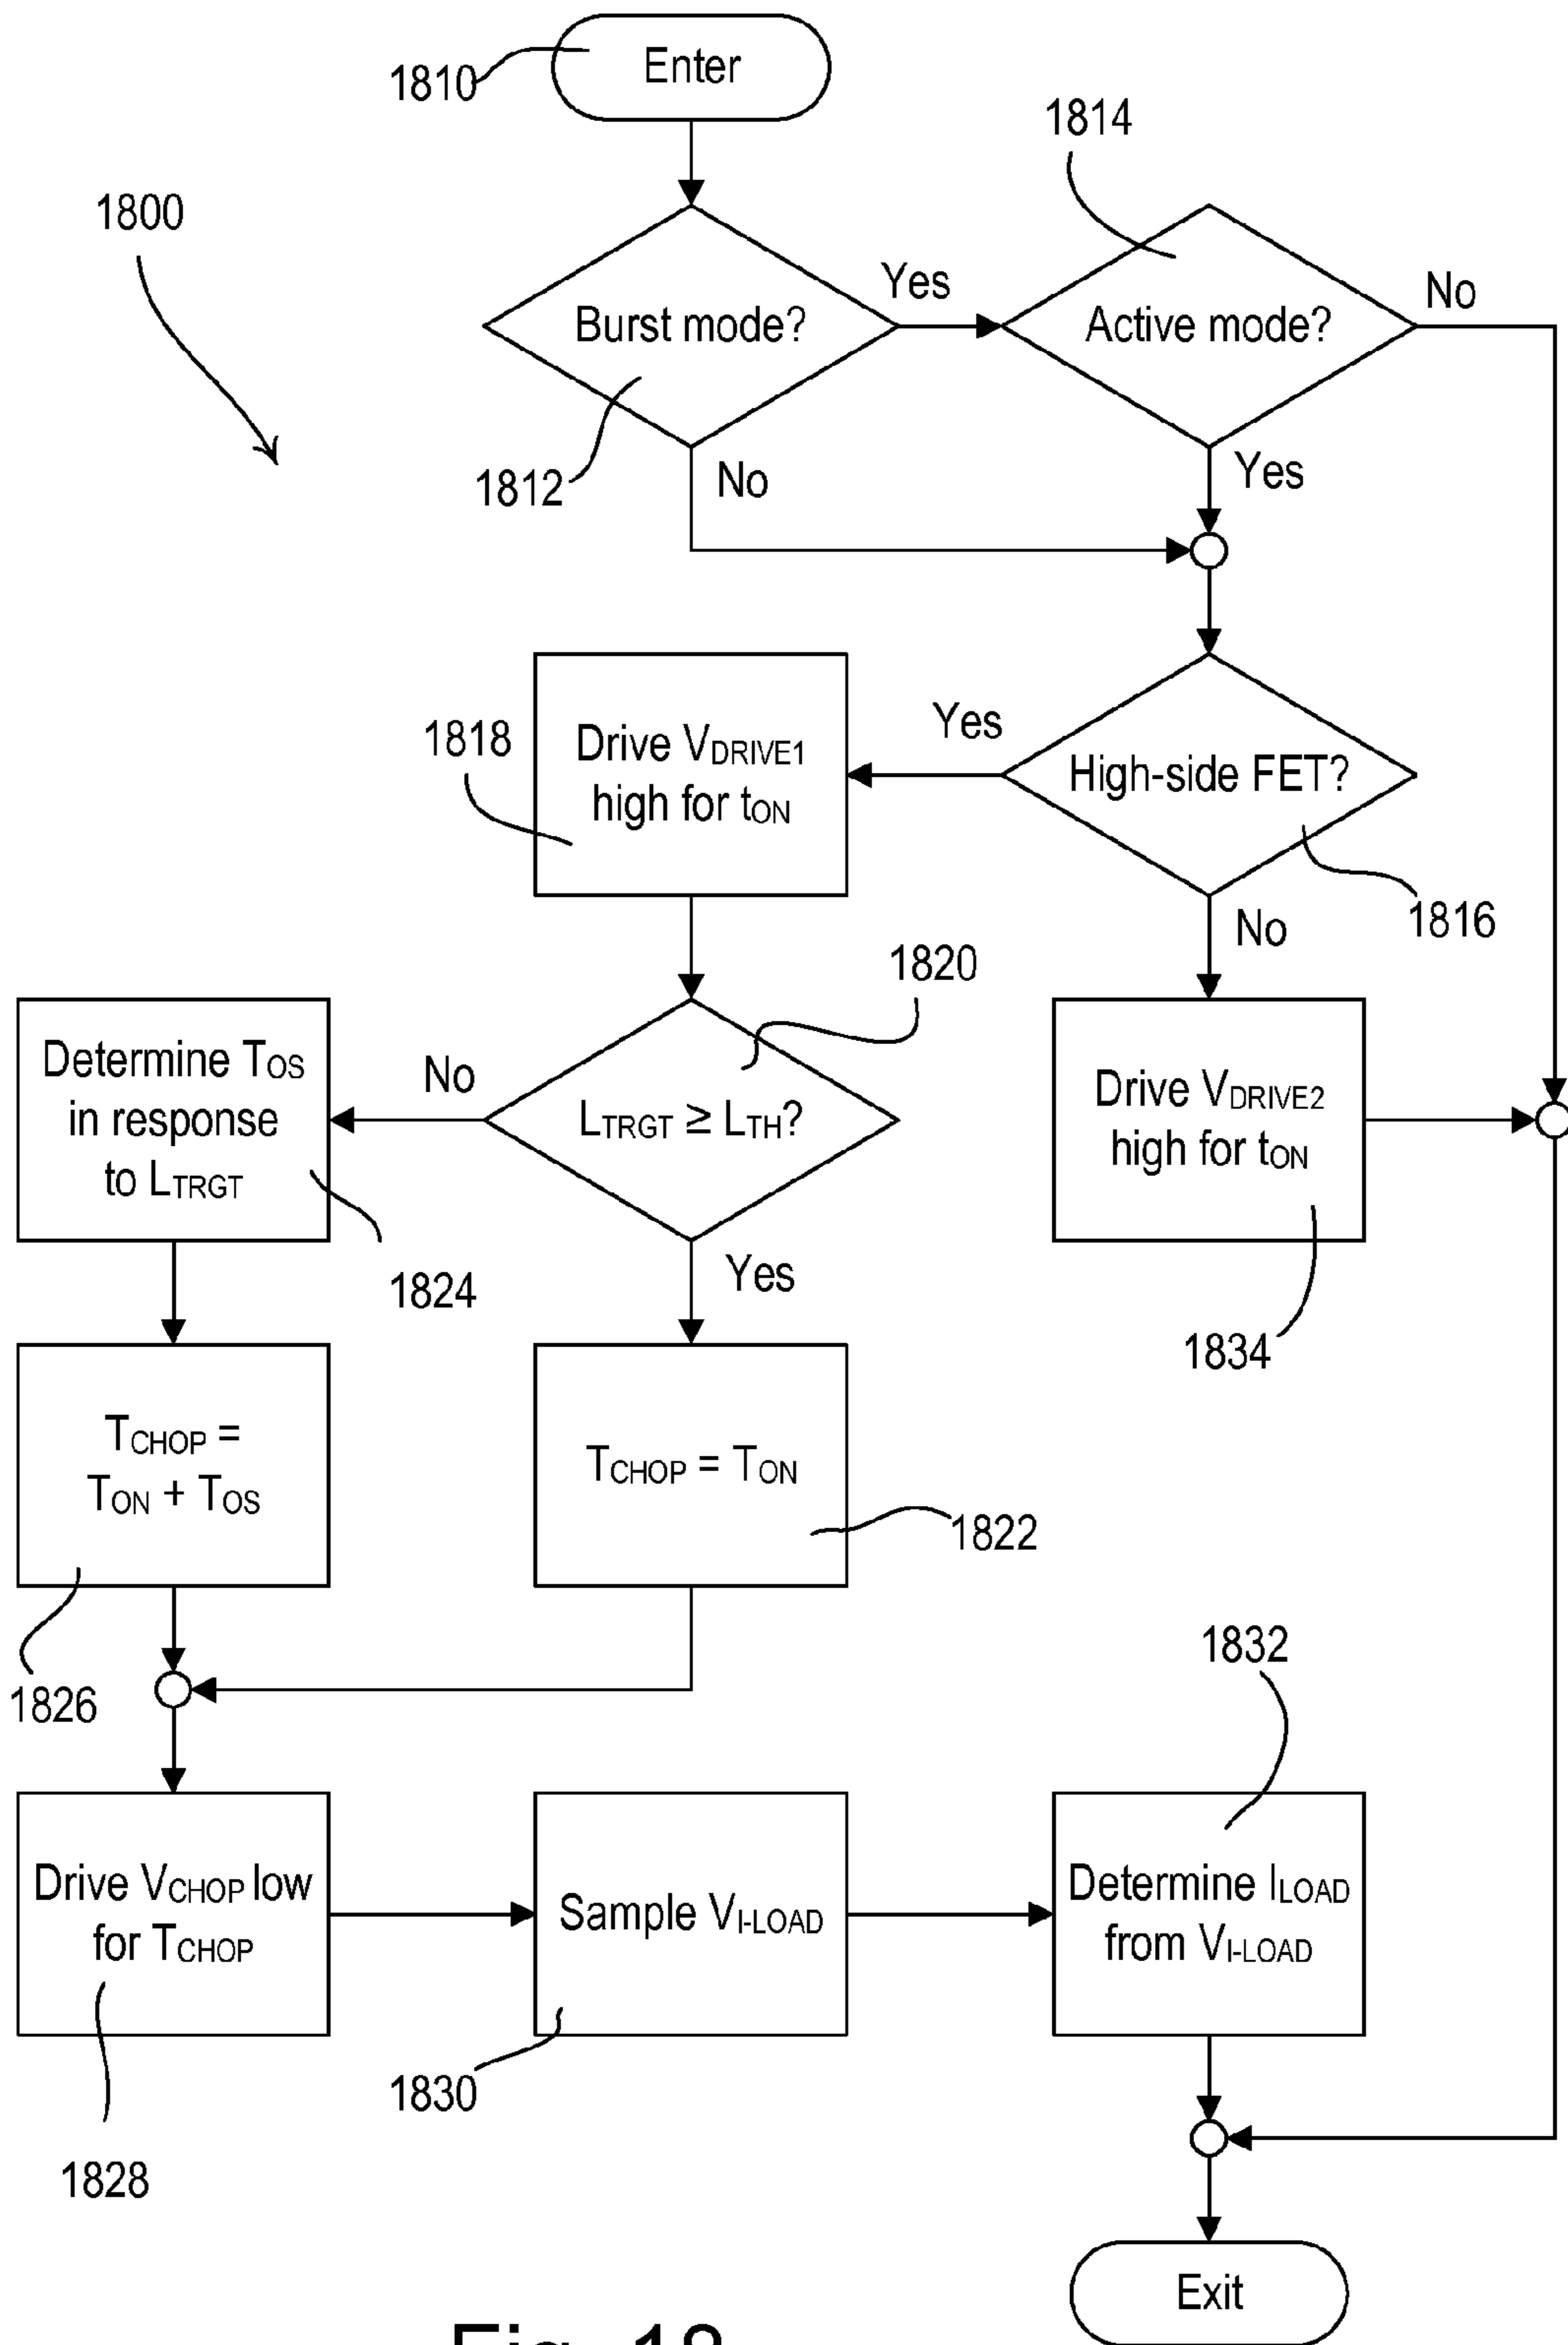 Enter
1810
1814
1800
Burst mode?
Yes
Active mode?
No
1812
No
Yes
Drive VDRIVE1
high for tON
1818
Yes
High-side FET?
1816
No
1820
Determine TOS
in response
to LTRGT
No
LTRGT ≥ LTH?
Drive VDRIVE2
high for tON
1824
Yes
1834
TCHOP =
TON + TOS
TCHOP = TON
1822
1826
1832
Drive VCHOP low
for TCHOP
Sample VI-LOAD
Determine ILOAD
from VI-LOAD
1830
1828
Exit
Fig. 18